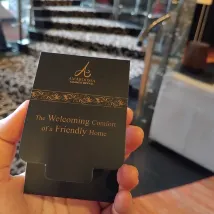 The Welcoming Comfort
of a Friendly Home